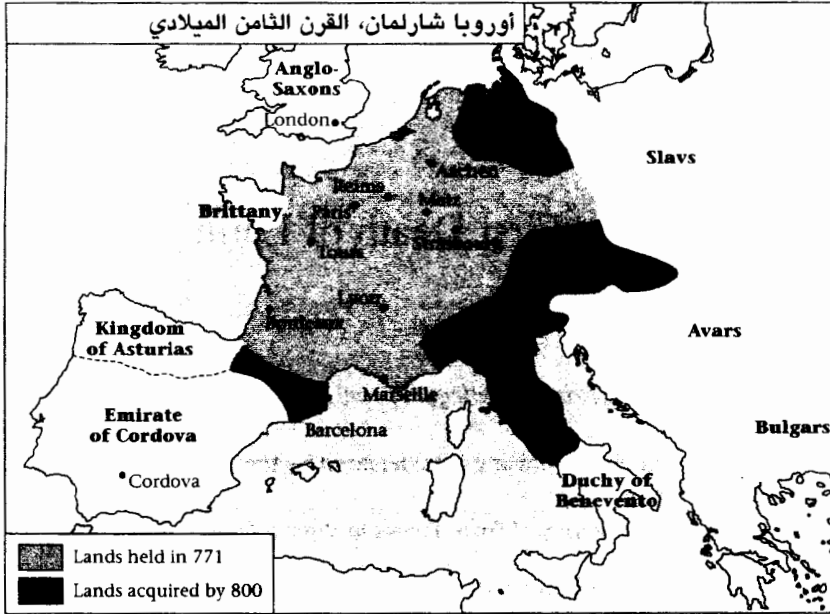 أوروبا شارلمان، القرن الثامن الميلادي
Anglo-
Saxons
London
Slavs
Aachen
Reims
Metz
Brittany
Paris
Strasbourg
Tours
Lyon
Bordeaux
Kingdom
of Asturias
Avars
Marseille
Emirate
of Cordova
Barcelona
Bulgars
Cordova
Duchy of
Benevento
Lands held in 771
Lands acquired by 800